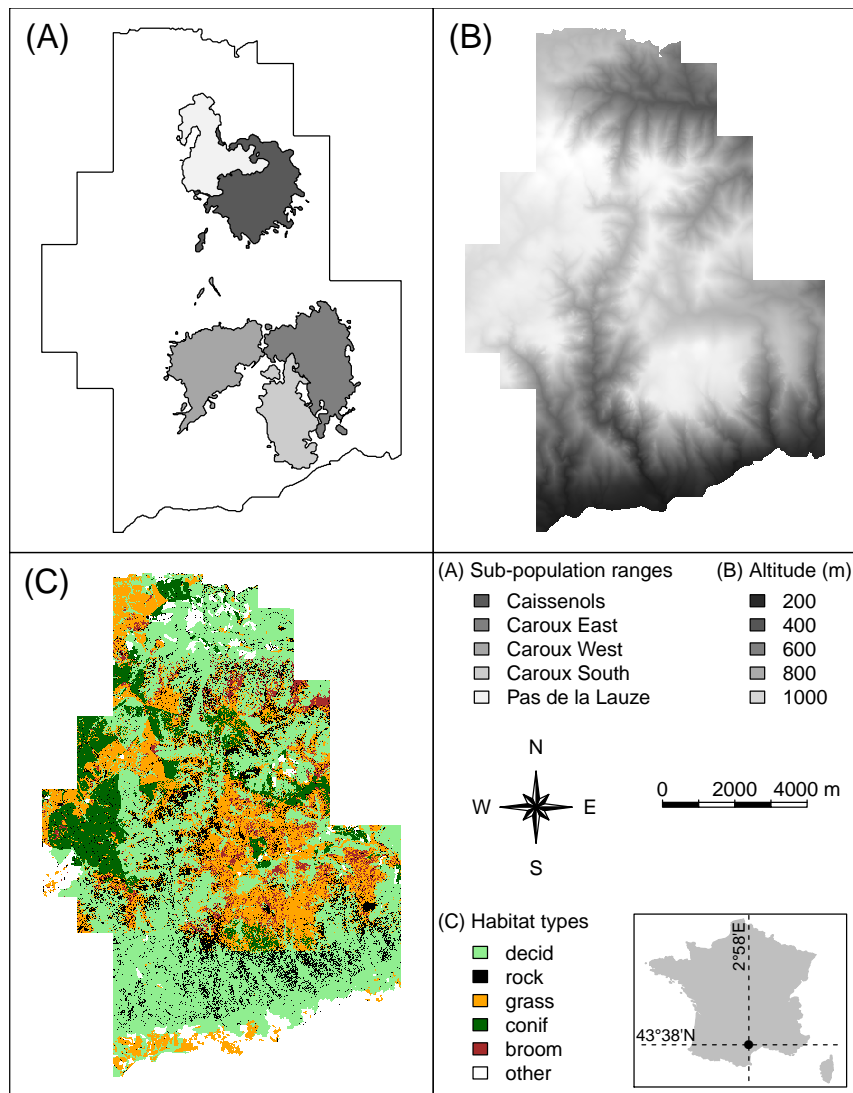 (A)
(B)
(C)
(A) Sub-population ranges
Caissenols
Caroux East
Caroux West
Caroux South
Pas de la Lauze
(B) Altitude (m)
200
400
600
800
1000
N
W E
S
0 2000 4000 m
(C) Habitat types
decid
rock
grass
conif
broom
other
2°58'E
43°38'N